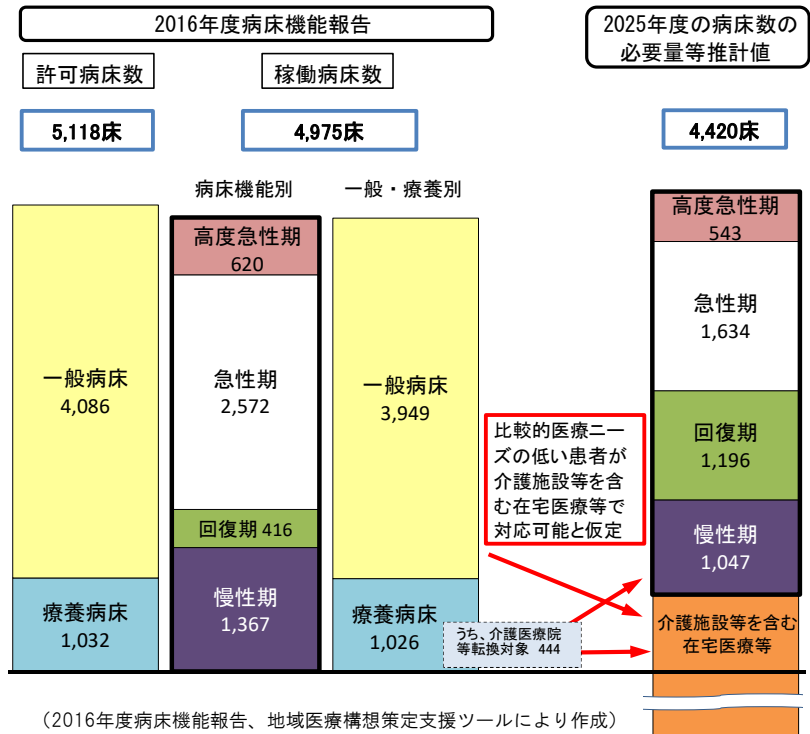 2016年度病床機能報告
2025年度の病床数の
必要量等推計値
許可病床数
稼働病床数
5,118床
4,975床
4,420床
病床機能別
一般・療養別
一般病床
4,086
療養病床
1,032
高度急性期
620
急性期
2,572
回復期 416
慢性期
1,367
一般病床
3,949
療養病床
1,026
比較的医療ニー
ズの低い患者が
介護施設等を含
む在宅医療等で
対応可能と仮定
うち、介護医療院
等転換対象 444
高度急性期
543
急性期
1,634
回復期
1,196
慢性期
1,047
介護施設等を含む
在宅医療等
（2016年度病床機能報告、地域医療構想策定支援ツールにより作成）